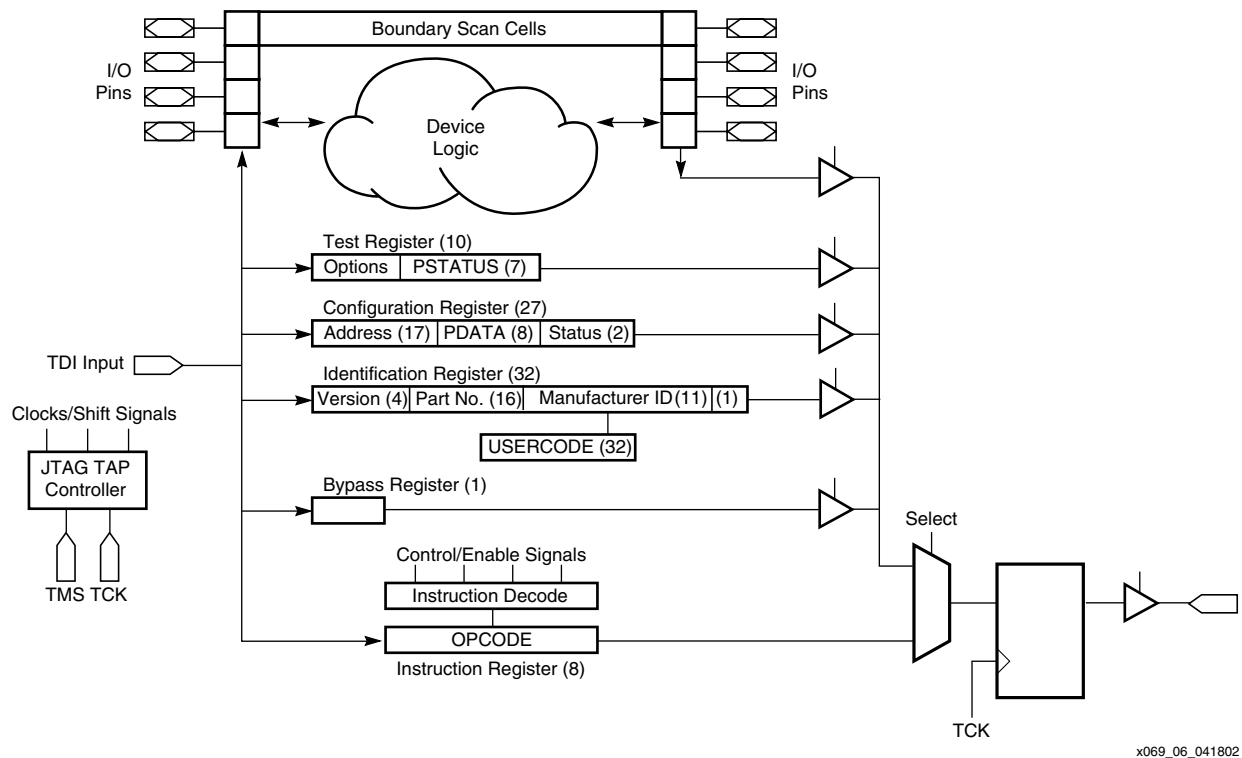 Boundary Scan Cells
I/O
Pins
I/O
Pins
Device
Logic
Test Register (10)
Options
PSTATUS (7)
Configuration Register (27)
Address (17)
PDATA (8)
Status (2)
TDI Input
Identification Register (32)
Version (4)
Part No. (16)
Manufacturer ID (11)
(1)
Clocks/Shift Signals
USERCODE (32)
JTAG TAP
Controller
Bypass Register (1)
Select
Control/Enable Signals
TMS
TCK
Instruction Decode
OPCODE
Instruction Register (8)
TCK
x069_06_041802